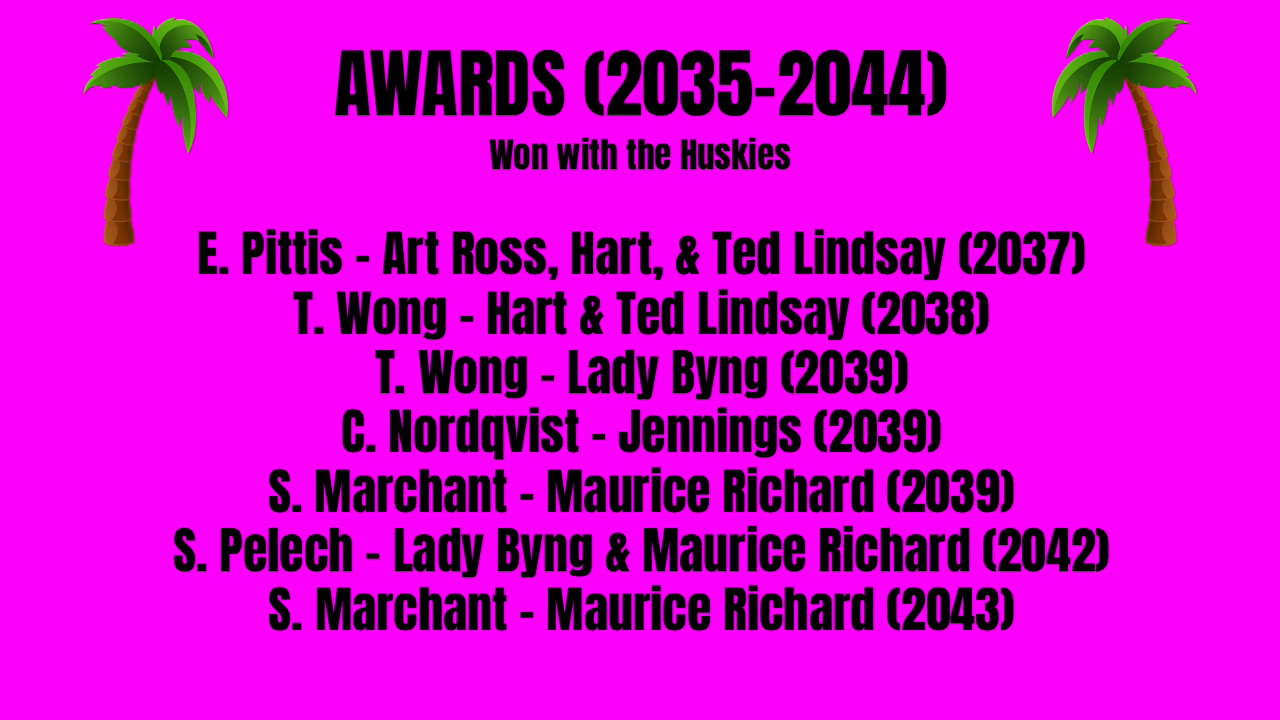 AWARDS (2035-2044)
Won with the Huskies
E. Pittis - Art Ross, Hart, & Ted Lindsay (2037)
T. Wong - Hart & Ted Lindsay (2038)
T. Wong - Lady Byng (2039)
C. Nordqvist - Jennings (2039)
S. Marchant - Maurice Richard (2039)
S. Pelech - Lady Byng & Maurice Richard (2042)
S. Marchant - Maurice Richard (2043)